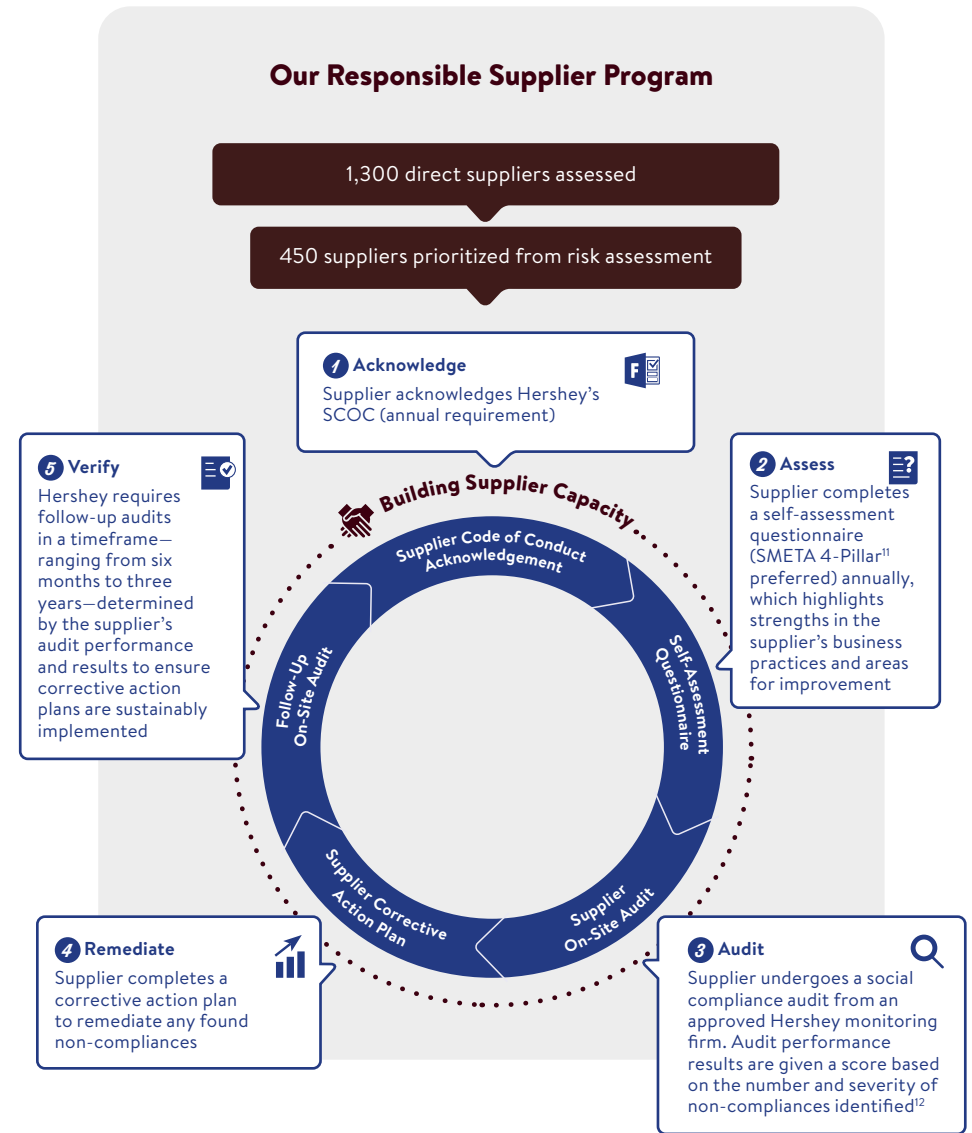 Our Responsible Supplier Program
1,300 direct suppliers assessed
450 suppliers prioritized from risk assessment
1 Acknowledge
F
Supplier acknowledges Hershey's
SCOC (annual requirement)
2 Assess
?
Supplier completes
a self-assessment
questionnaire
(SMETA 4-Pillar¹¹
preferred) annually,
which highlights
strengths in the
supplier's business
practices and areas
for improvement
3 Audit
Supplier undergoes a social
compliance audit from an
approved Hershey monitoring
firm. Audit performance
results are given a score based
on the number and severity of
non-compliances identified¹²
4 Remediate
Supplier completes a
corrective action plan
to remediate any found
non-compliances
5 Verify
Hershey requires
follow-up audits
in a timeframe—
ranging from six
months to three
years—determined
by the supplier's
audit performance
and results to ensure
corrective action
plans are sustainably
implemented
Building Supplier Capacity
Supplier Code of Conduct
Acknowledgement
Self-Assessment
Questionnaire
Supplier
On-Site Audit
Supplier Corrective
Action Plan
Follow-Up
On-Site Audit